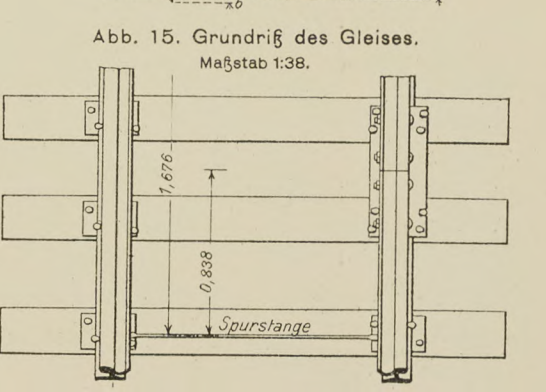 Abb. 15. Grundriß des Gleises.
Maßstab 1:38.
1,676
0,838
Spurstange